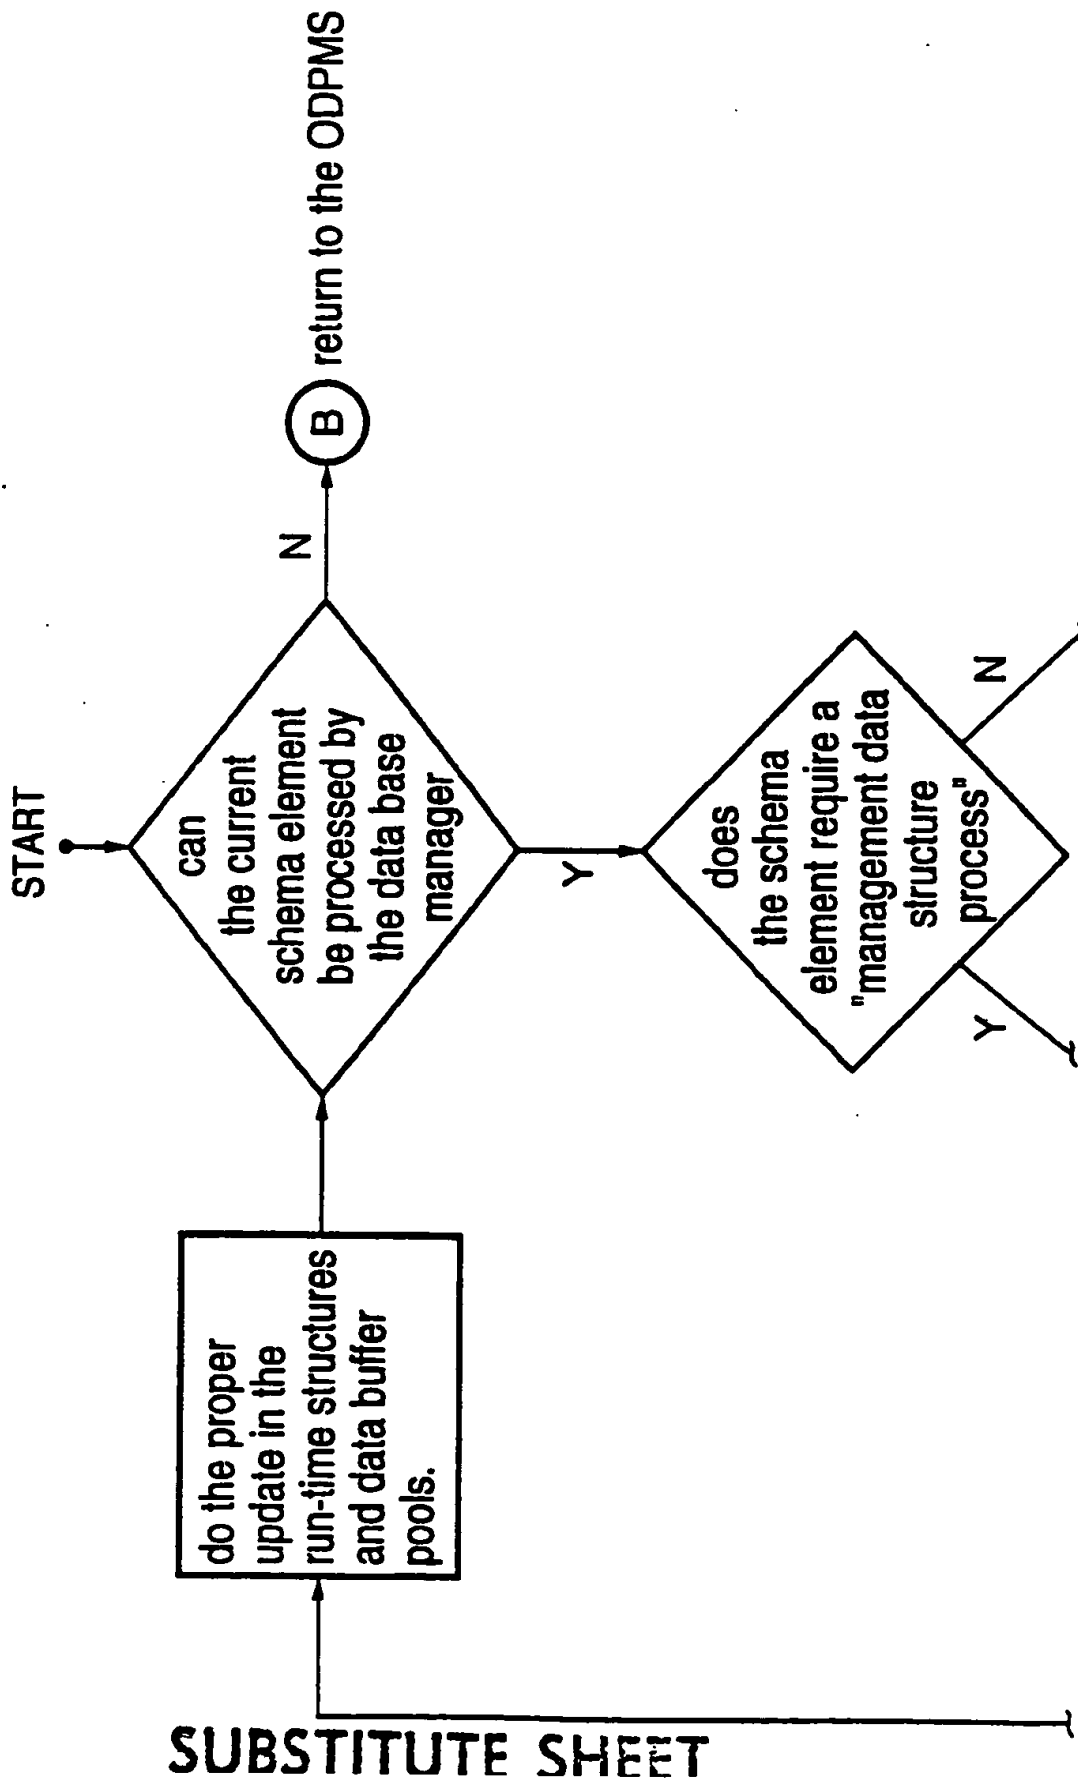 START
can
the current
schema element
be processed by
the data base
manager
N
B
return to the ODPMS
Y
does
the schema
element require a
"management data
structure
process"
N
Y
do the proper
update in the
run-time structures
and data buffer
pools.
SUBSTITUTE SHEET